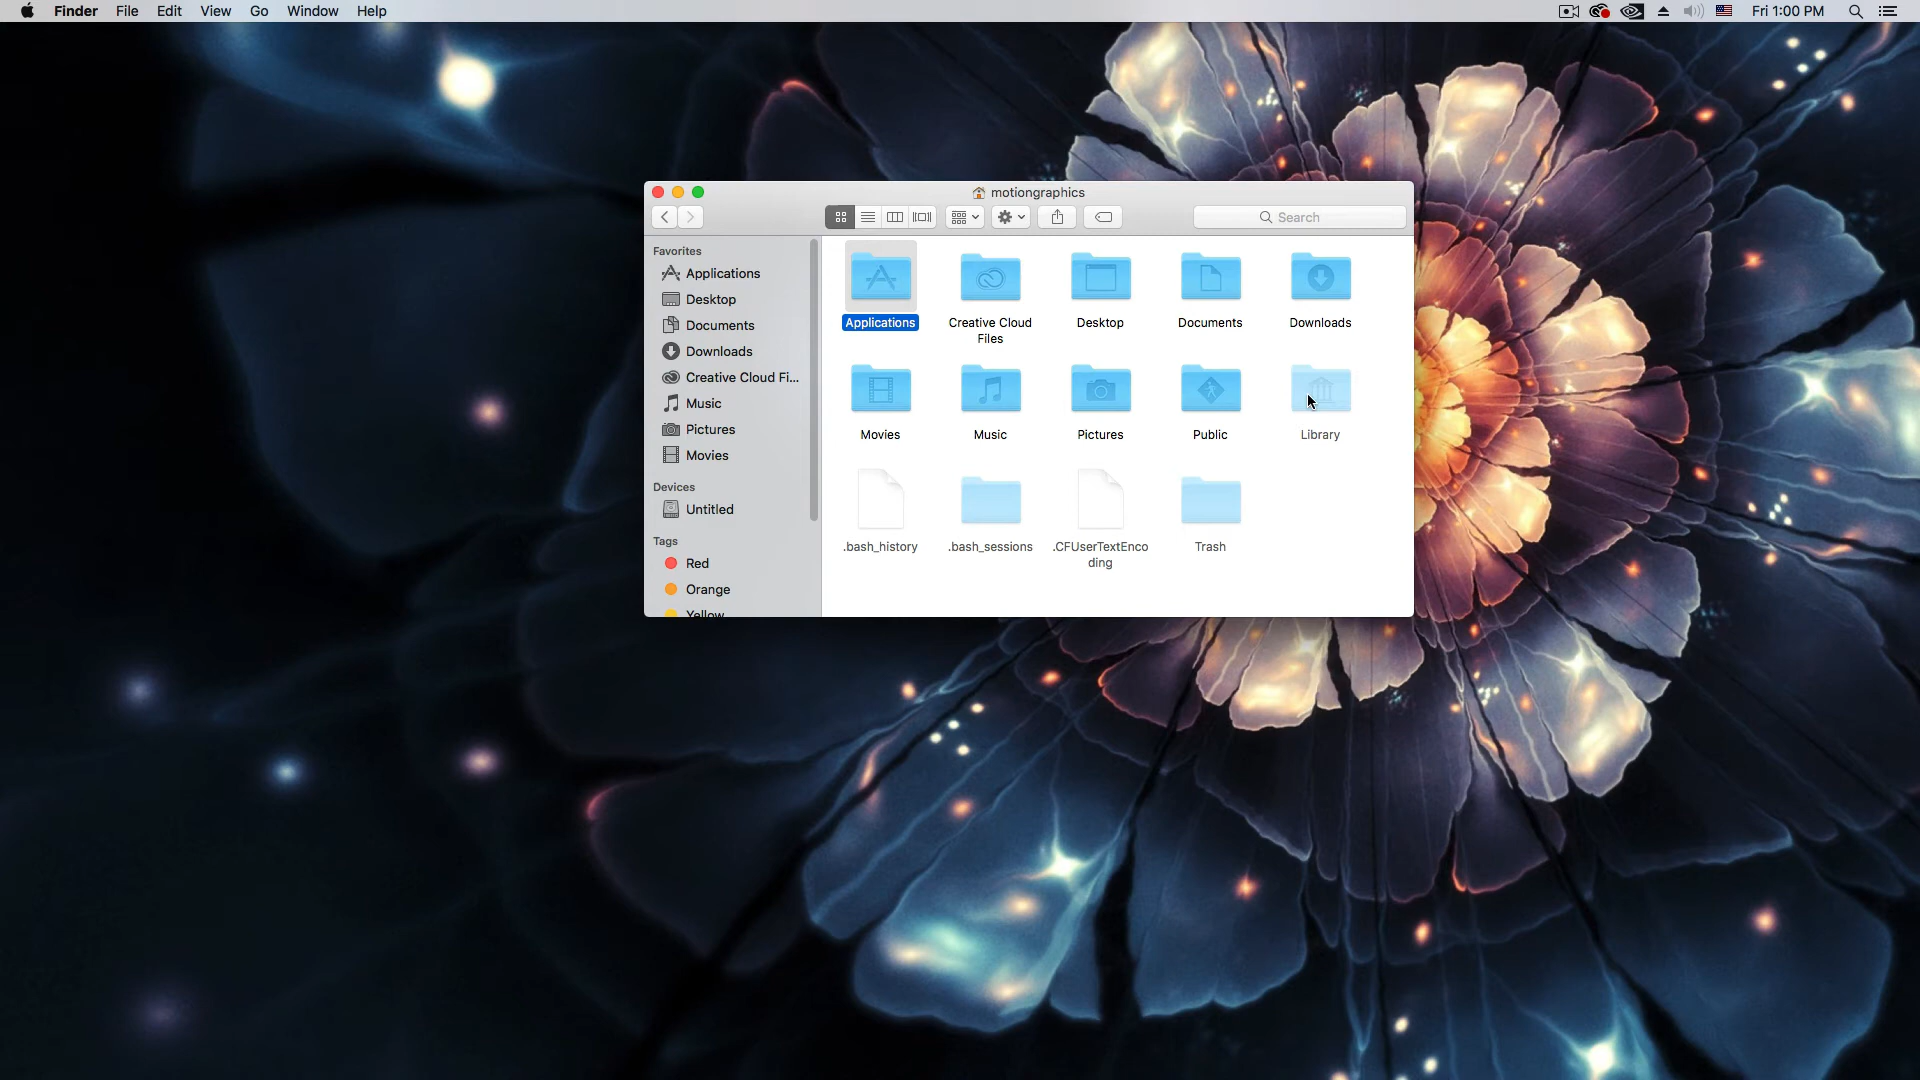 Finder File Edit View Go Window Help
Fri 1:00 PM
motiongraphics
Search
Favorites
Applications
Desktop
Documents
Downloads
Creative Cloud Fi...
Music
Pictures
Movies
Devices
Untitled
Tags
Red
Orange
Yellow
Applications
Creative Cloud
Files
Desktop
Documents
Downloads
Movies
Music
Pictures
Public
Library
.bash_history
.bash_sessions
.CFUserTextEnco
ding
Trash